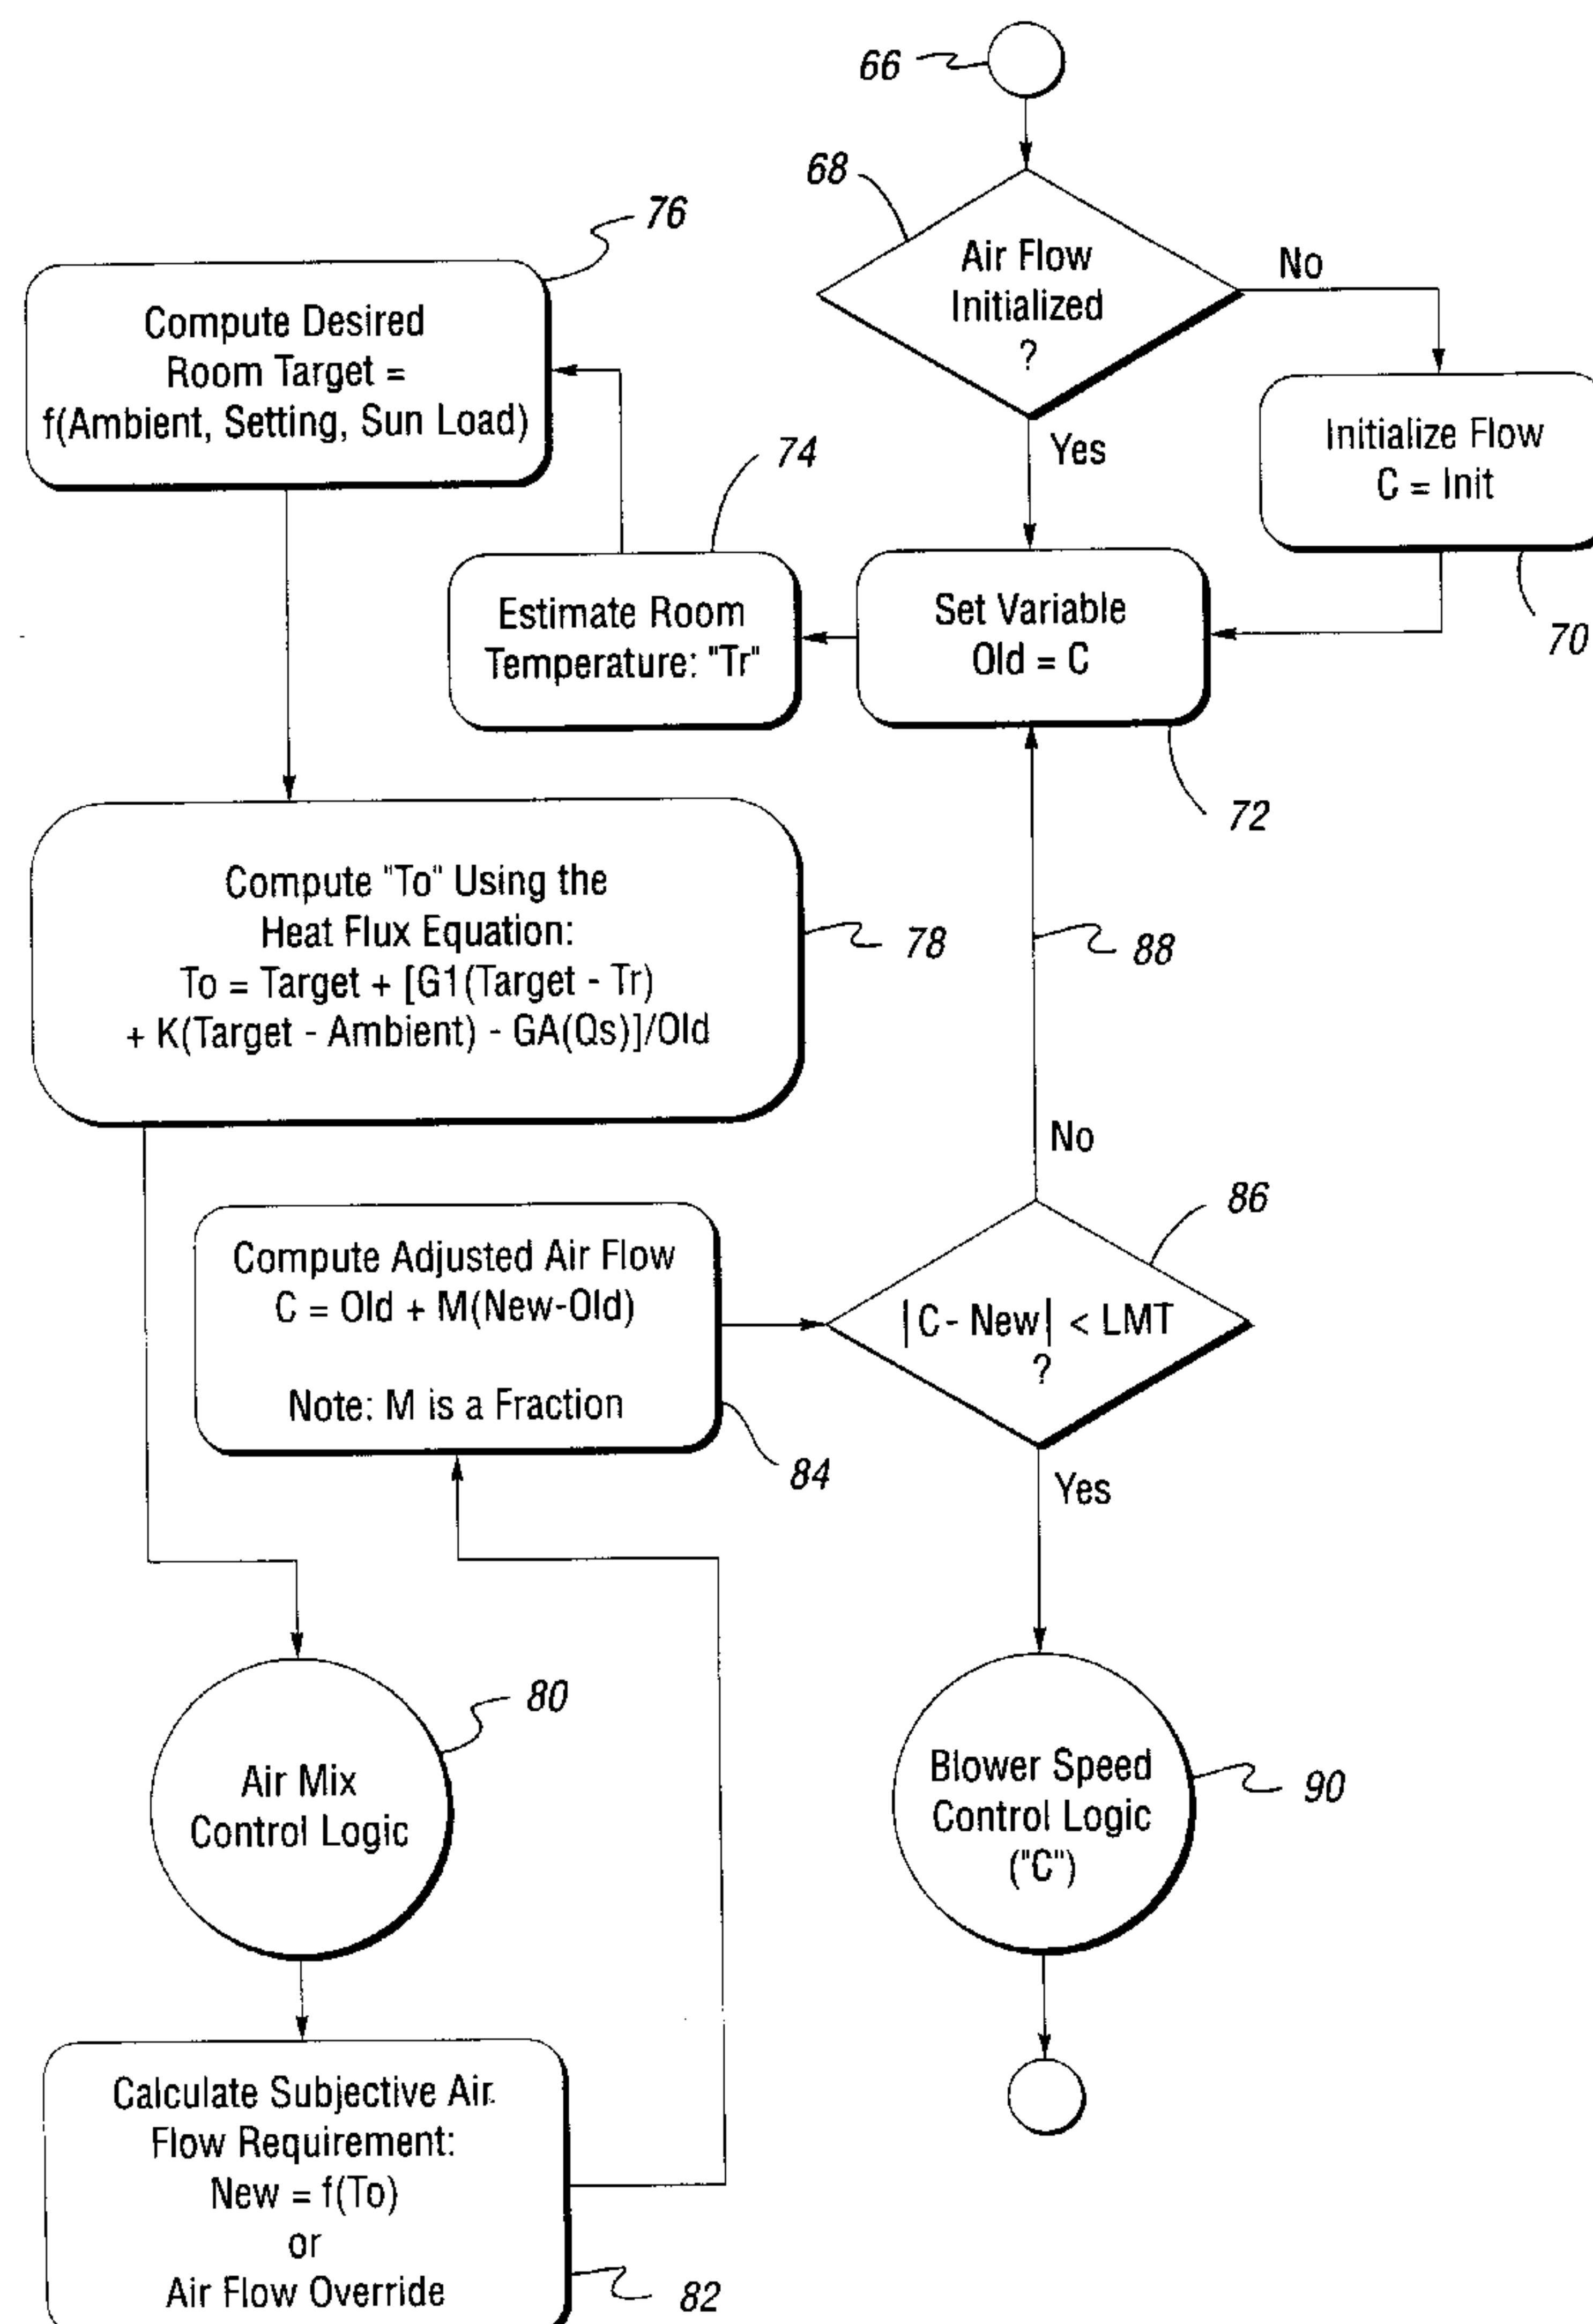 66
68
Air Flow
Initialized
?
No
Yes
Initialize Flow
C = Init
70
Set Variable
Old = C
72
74
Estimate Room
Temperature: "Tr"
76
Compute Desired
Room Target =
f(Ambient, Setting, Sun Load)
Compute "To" Using the
Heat Flux Equation:
To = Target + [G1(Target - Tr)
+ K(Target - Ambient) - GA(Qs)]/Old
78
80
Air Mix
Control Logic
Calculate Subjective Air
Flow Requirement:
New = f(To)
or
Air Flow Override
82
Compute Adjusted Air Flow
C = Old + M(New-Old)
Note: M is a Fraction
84
86
|C - New| < LMT
?
No
88
Yes
Blower Speed
Control Logic
("C")
90